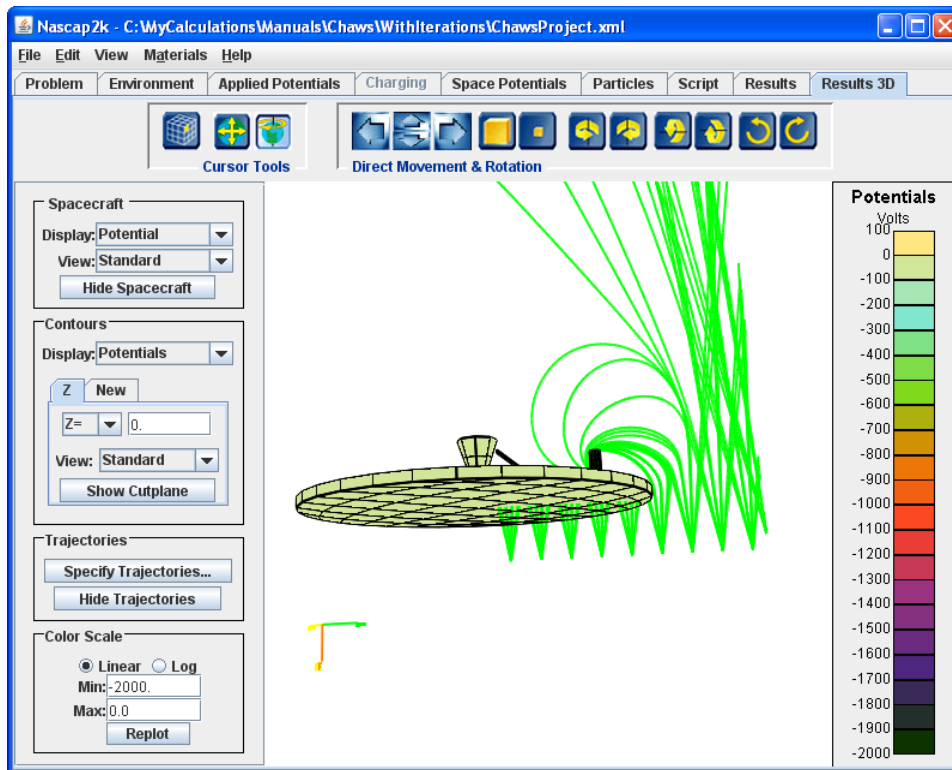 Nascap2k - C:\MyCalculations\Manuals\Chaws\WithIterations\ChawsProject.xml
File Edit View Materials Help
Problem Environment Applied Potentials Charging Space Potentials Particles Script Results Results 3D
Cursor Tools
Direct Movement & Rotation
Spacecraft
Display: Potential
View: Standard
Hide Spacecraft
Contours
Display: Potentials
Z New
Z= 0.
View: Standard
Show Cutplane
Trajectories
Specify Trajectories...
Hide Trajectories
Color Scale
Linear Log
Min: -2000.
Max: 0.0
Replot
Potentials
Volts
100
0
-100
-200
-300
-400
-500
-600
-700
-800
-900
-1000
-1100
-1200
-1300
-1400
-1500
-1600
-1700
-1800
-1900
-2000